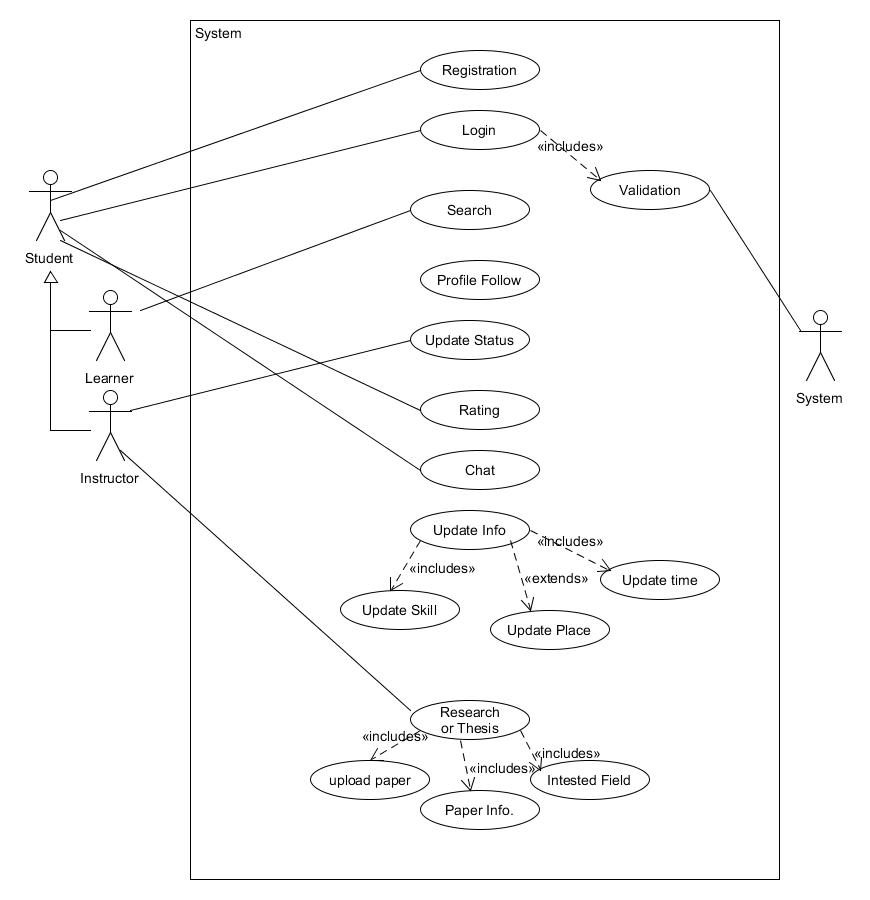 System
Registration
Login
«includes»
Validation
Search
Student
Profile Follow
Update Status
Learner
System
Rating
Chat
Instructor
Update Info
«includes»
«includes»
«extends»
Update time
Update Skill
Update Place
Research
or Thesis
«includes»
«includes»
«includes»
upload paper
Intested Field
Paper Info.